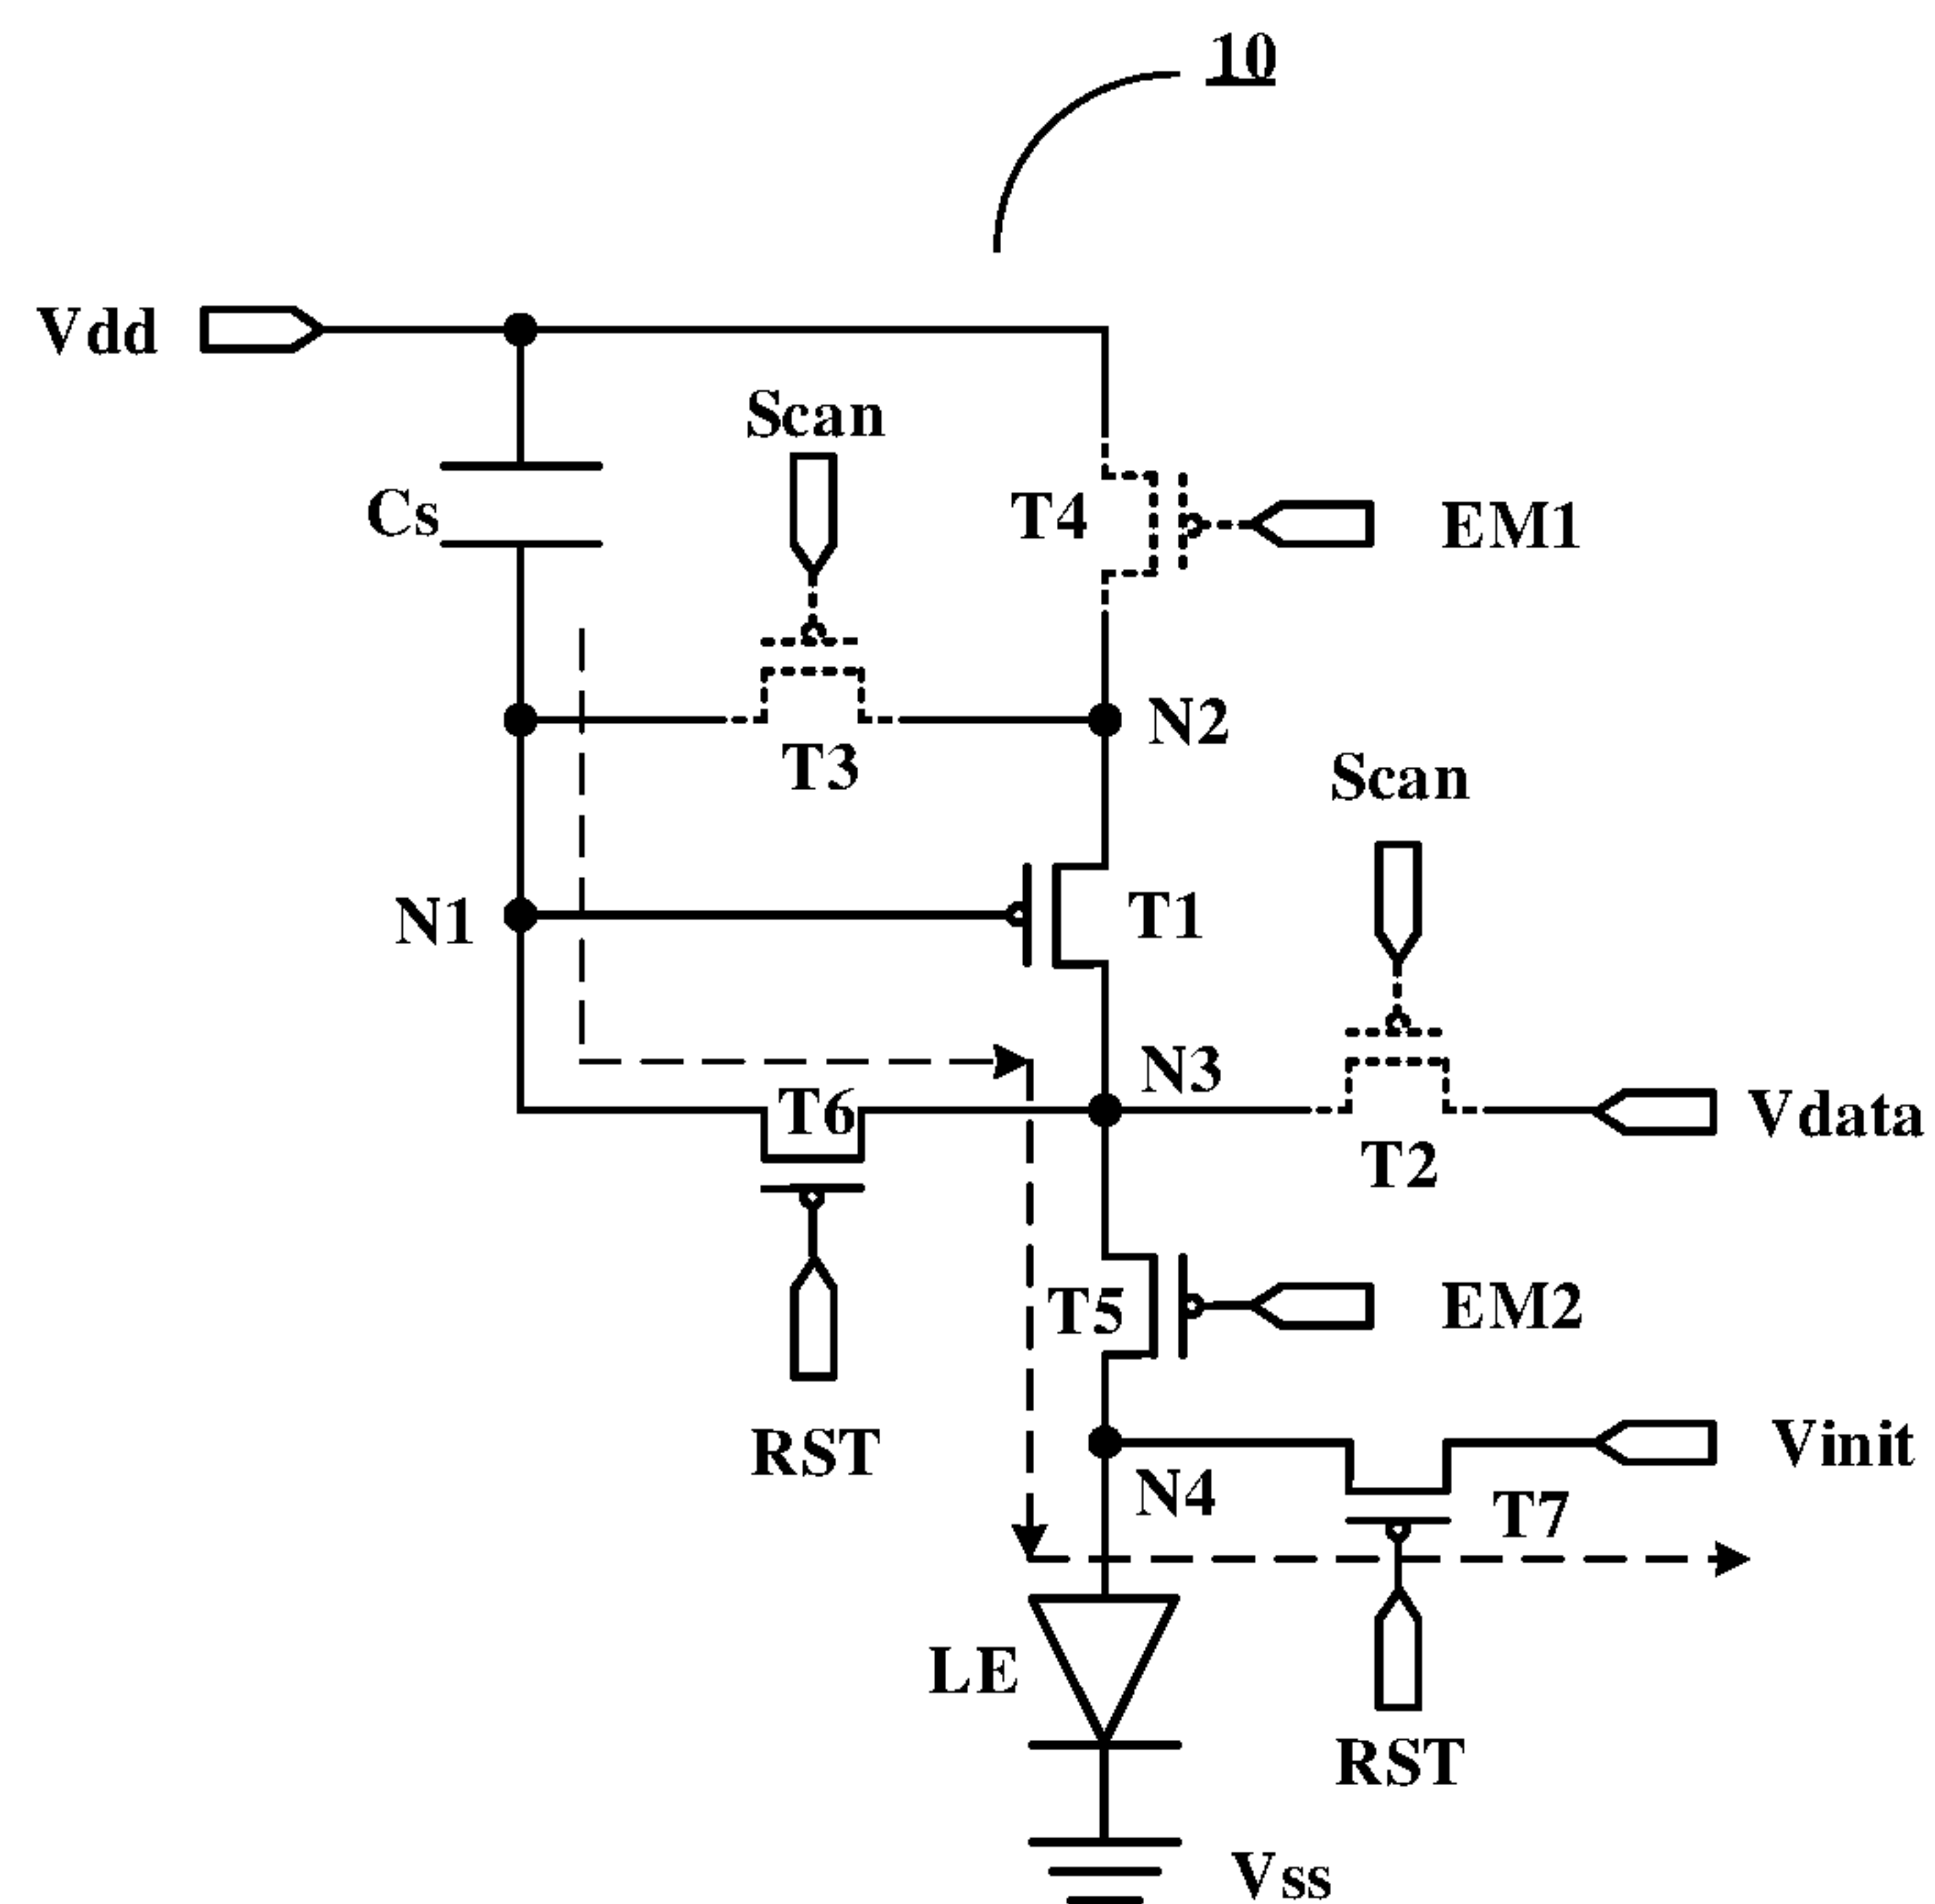 10
Vdd
Scan
Cs
T4
EM1
T3
N2
Scan
N1
T1
N3
T6
Vdata
T2
T5
EM2
RST
Vinit
N4
T7
LE
RST
Vss